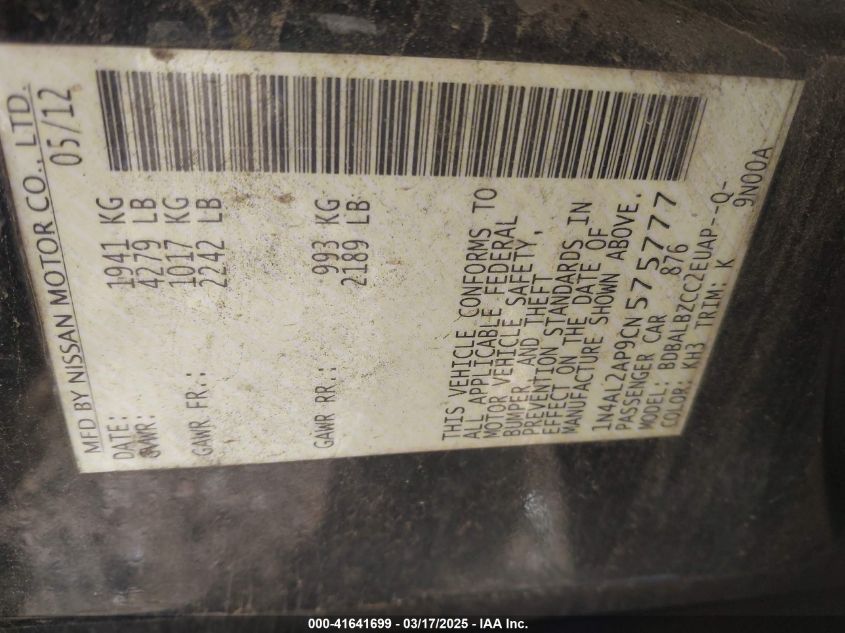 MFD BY NISSAN MOTOR CO., LTD.
DATE: 05/12
GVWR: 1941 KG
4279 LB
GAWR FR.: 1017 KG
2242 LB
GAWR RR.: 993 KG
2189 LB
THIS VEHICLE CONFORMS TO
ALL APPLICABLE FEDERAL
MOTOR VEHICLE SAFETY,
BUMPER, AND THEFT
PREVENTION STANDARDS IN
EFFECT ON THE DATE OF
MANUFACTURE SHOWN ABOVE.
1N4AL2AP9CN575777
PASSENGER CAR 876
MODEL: BDBALBZCCZEUAP--Q-
COLOR: KH3 TRIM: K 9N00A
000-41641699 - 03/17/2025 - IAA Inc.